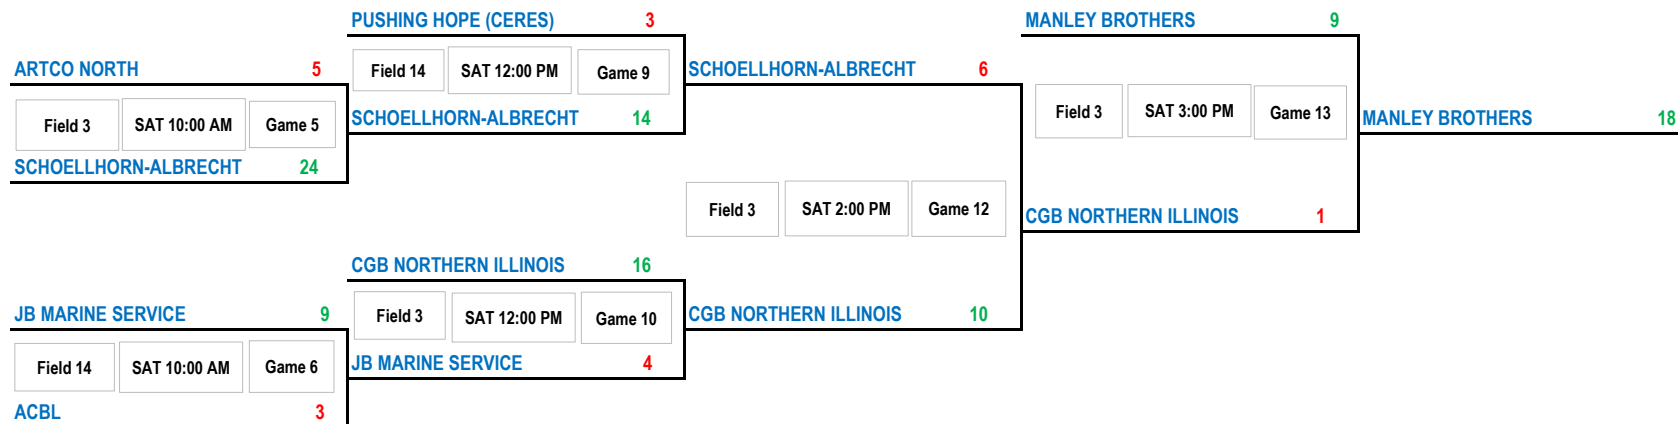 PUSHING HOPE (CERES) 3
MANLEY BROTHERS 9
ARTCO NORTH 5
Field 14 SAT 12:00 PM Game 9
SCHOELLHORN-ALBRECHT 6
Field 3 SAT 10:00 AM Game 5
SCHOELLHORN-ALBRECHT 14
Field 3 SAT 3:00 PM Game 13
MANLEY BROTHERS 18
SCHOELLHORN-ALBRECHT 24
Field 3 SAT 2:00 PM Game 12
CGB NORTHERN ILLINOIS 1
CGB NORTHERN ILLINOIS 16
JB MARINE SERVICE 9
Field 3 SAT 12:00 PM Game 10
CGB NORTHERN ILLINOIS 10
Field 14 SAT 10:00 AM Game 6
JB MARINE SERVICE 4
ACBL 3